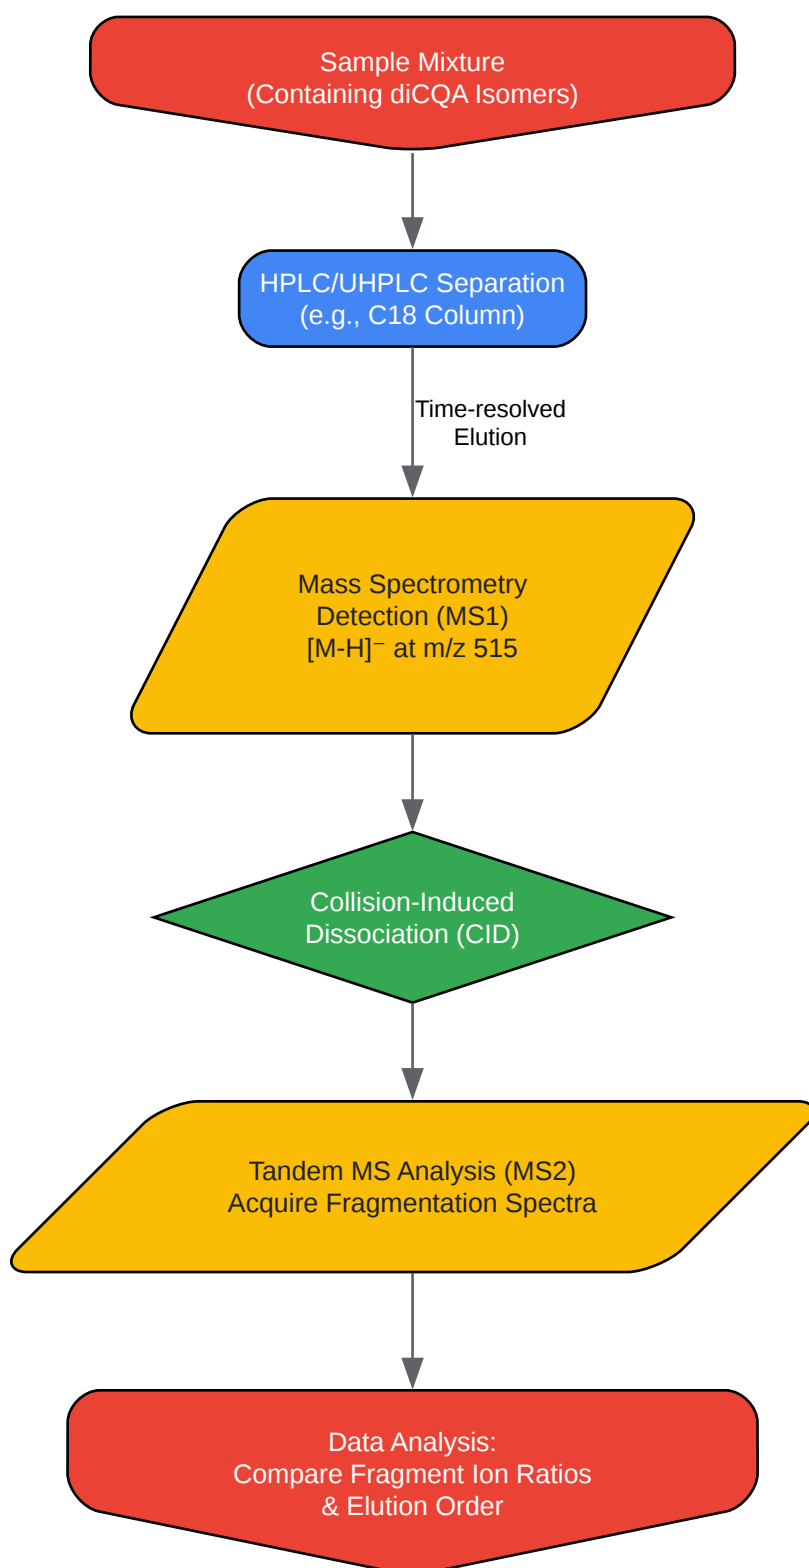 Sample Mixture
(Containing diCQA Isomers)
HPLC/UHPLC Separation
(e.g., C18 Column)
Time-resolved
Elution
Mass Spectrometry
Detection (MS1)
[M-H]⁻ at m/z 515
Collision-Induced
Dissociation (CID)
Tandem MS Analysis (MS2)
Acquire Fragmentation Spectra
Data Analysis:
Compare Fragment Ion Ratios
& Elution Order